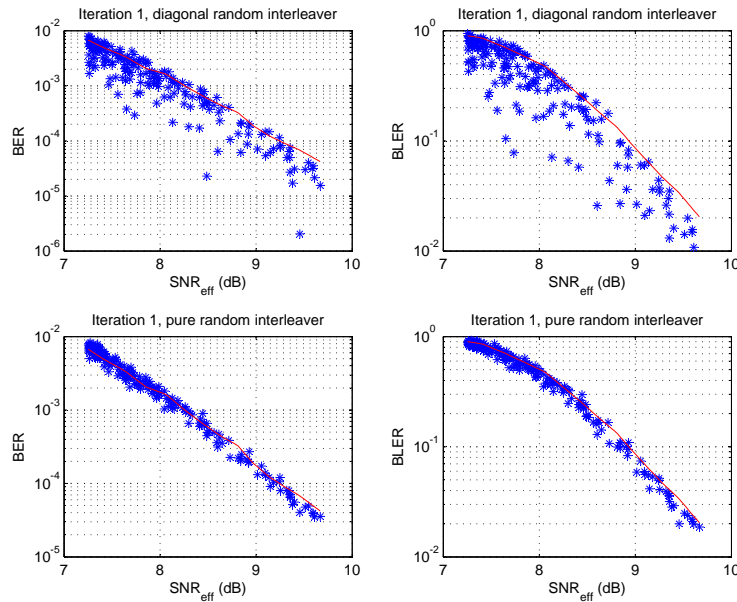 Iteration 1, diagonal random interleaver
10^-2
10^-3
10^-4
10^-5
10^-6
BER
7 8 9 10
SNR_eff (dB)
Iteration 1, diagonal random interleaver
10^0
10^-1
10^-2
BLER
7 8 9 10
SNR_eff (dB)
Iteration 1, pure random interleaver
10^-2
10^-3
10^-4
10^-5
BER
7 8 9 10
SNR_eff (dB)
Iteration 1, pure random interleaver
10^0
10^-1
10^-2
BLER
7 8 9 10
SNR_eff (dB)